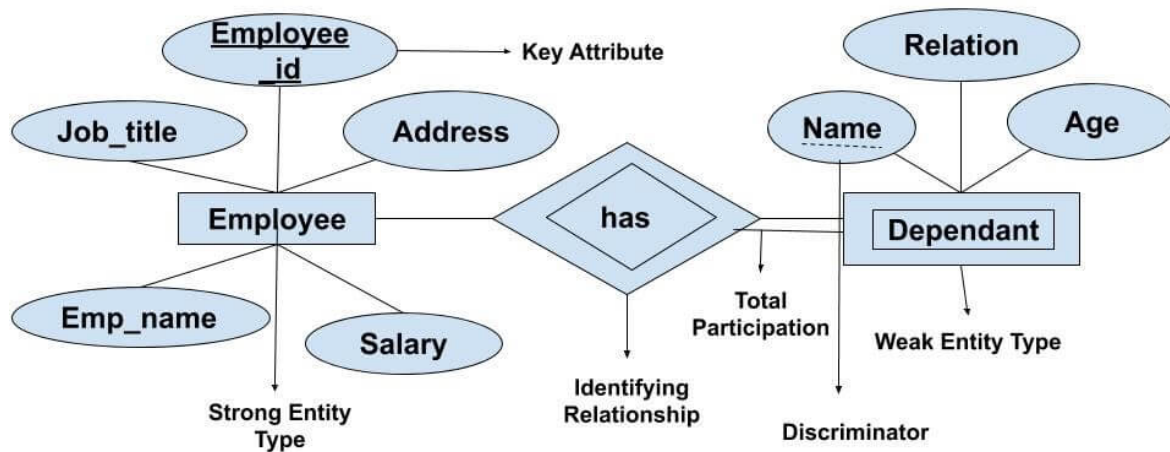 Employee
_id
Key Attribute
Relation
Job_title
Address
Name
Age
Employee
has
Dependant
Emp_name
Salary
Total
Participation
Weak Entity Type
Strong Entity
Type
Identifying
Relationship
Discriminator